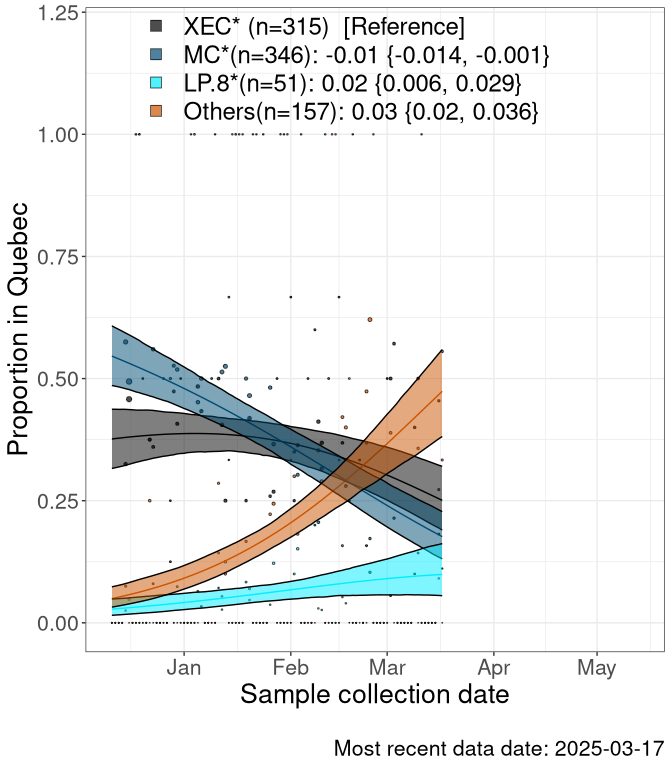 XEC* (n=315) [Reference]
MC*(n=346): -0.01 {-0.014, -0.001}
LP.8*(n=51): 0.02 {0.006, 0.029}
Others(n=157): 0.03 {0.02, 0.036}
1.25
1.00
0.75
0.50
0.25
0.00
Proportion in Quebec
Jan Feb Mar Apr May
Sample collection date
Most recent data date: 2025-03-17